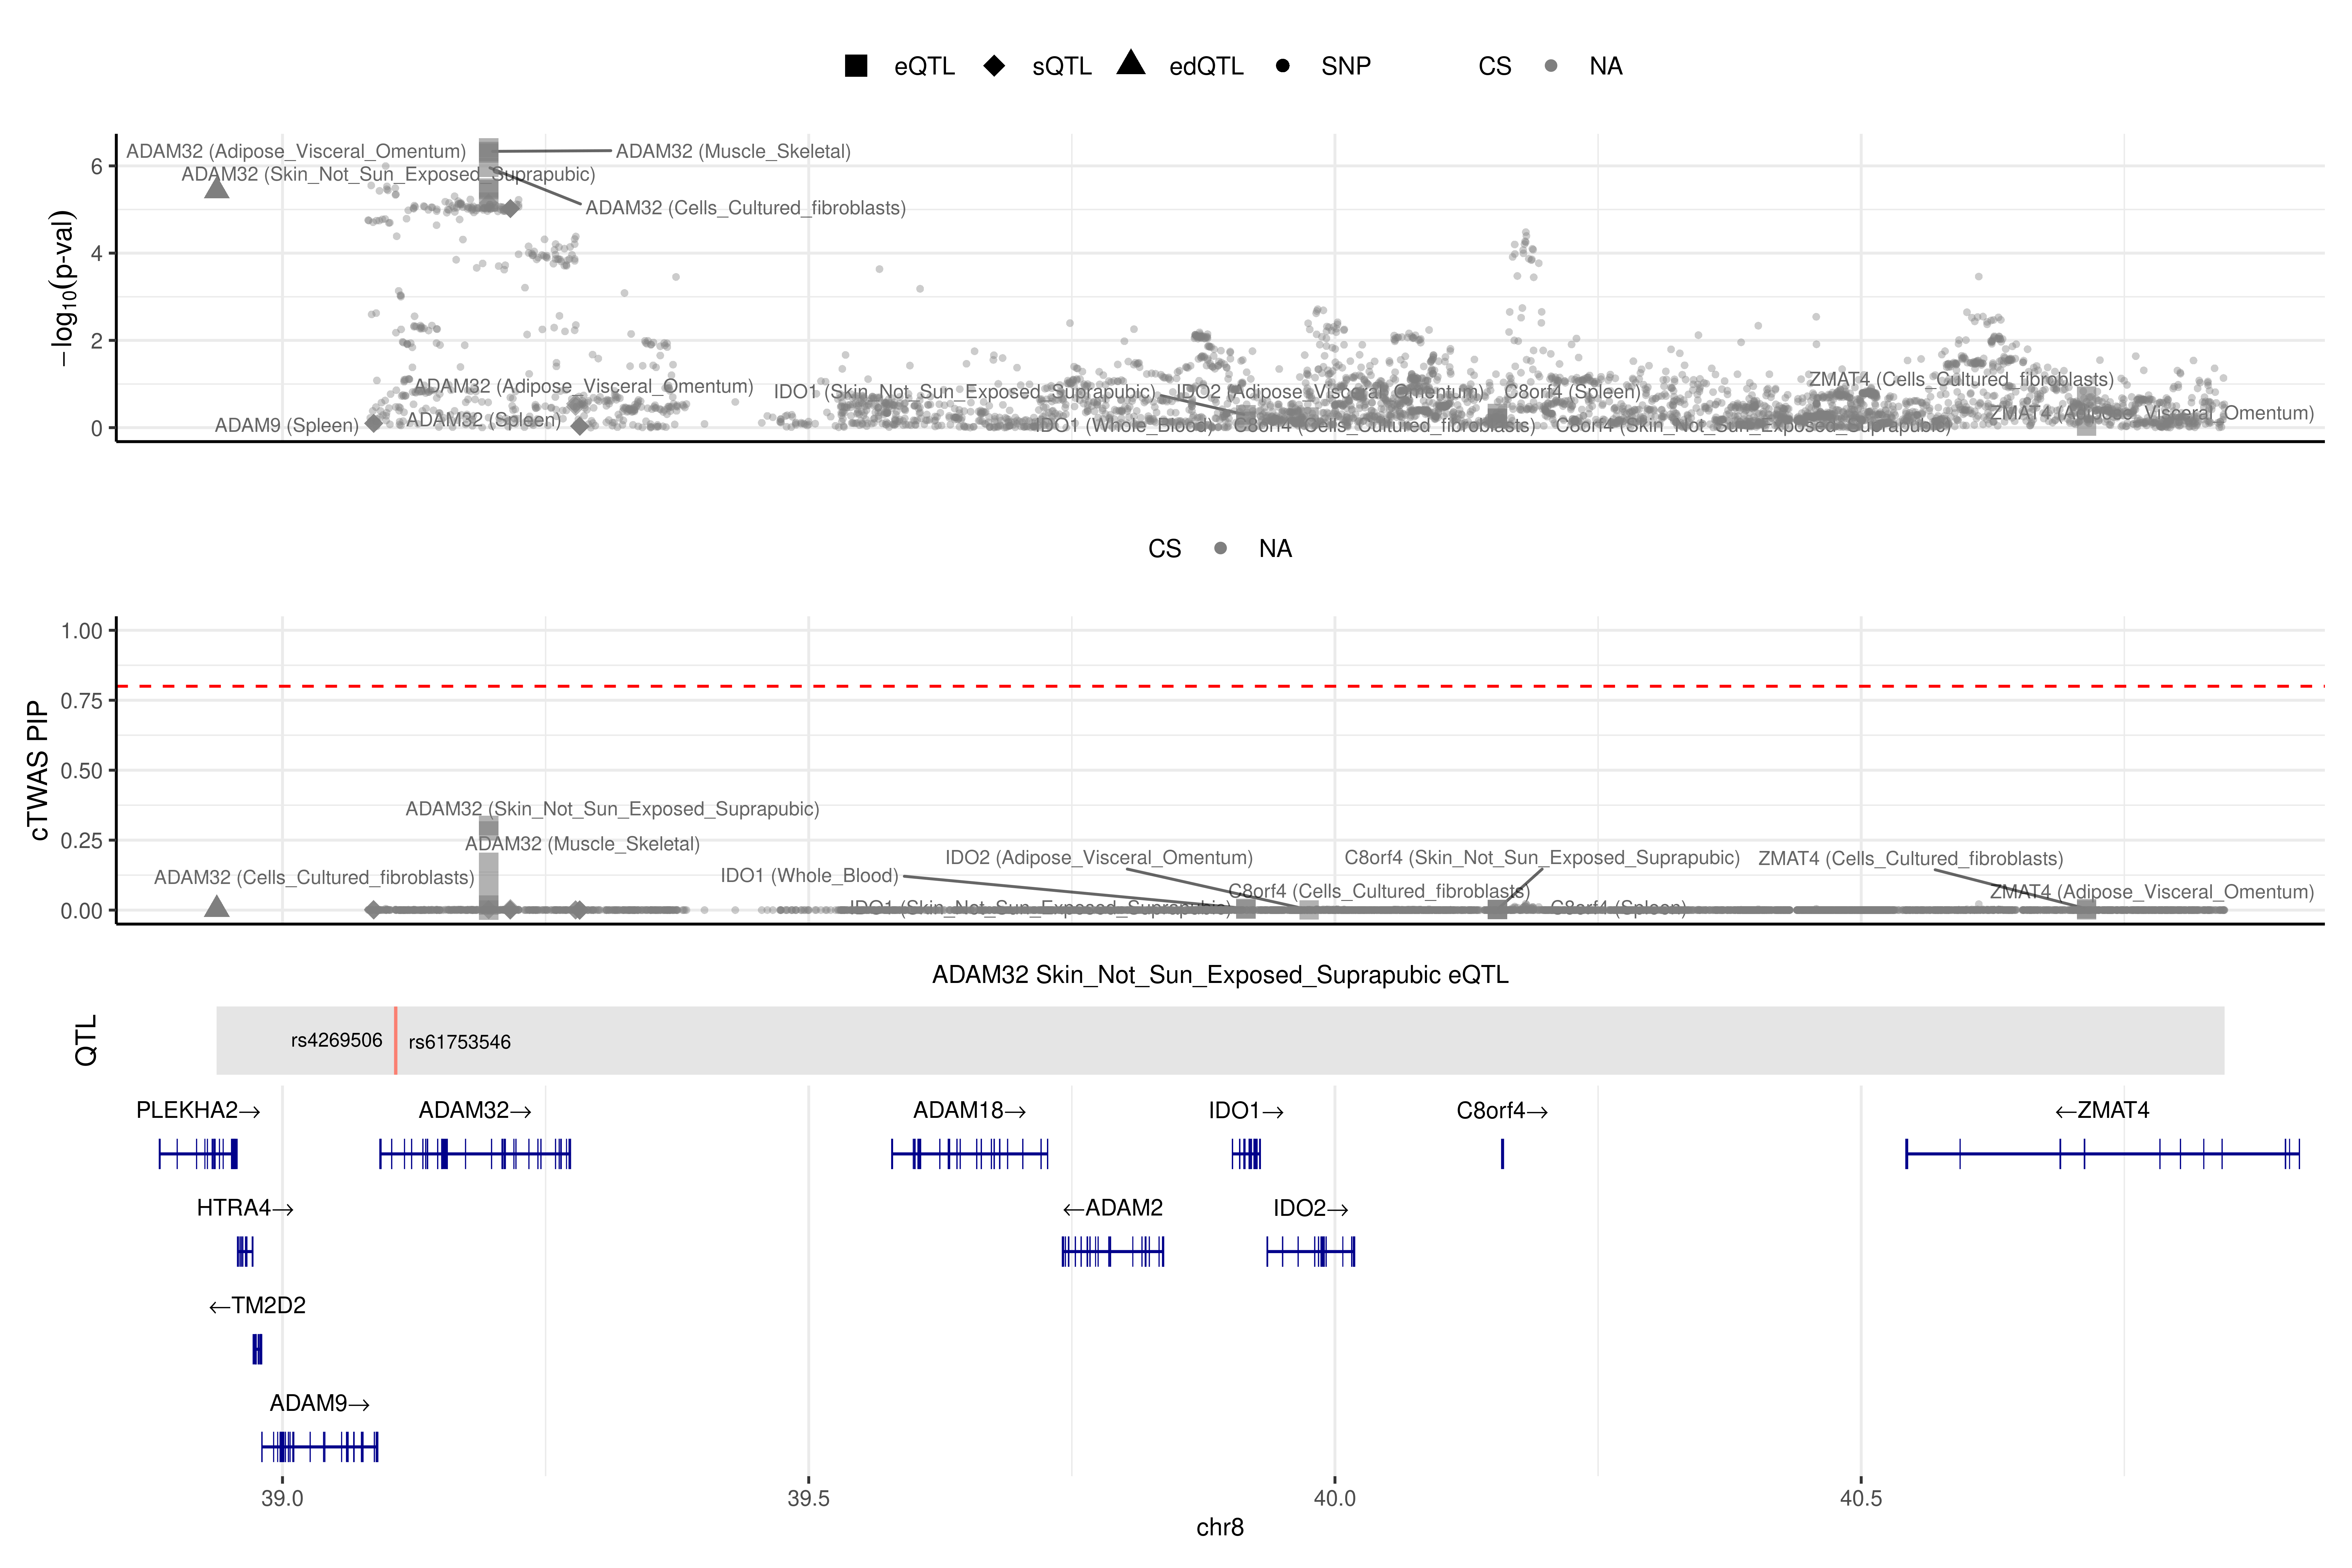 eQTL sQTL edQTL SNP CS NA
−log10(p-val)
6
4
2
0
ADAM32 (Adipose_Visceral_Omentum)
ADAM32 (Muscle_Skeletal)
ADAM32 (Skin_Not_Sun_Exposed_Suprapubic)
ADAM32 (Cells_Cultured_fibroblasts)
ADAM32 (Adipose_Visceral_Omentum)
IDO1 (Skin_Not_Sun_Exposed_Suprapubic)
IDO2 (Adipose_Visceral_Omentum)
C8orf4 (Spleen)
ZMAT4 (Cells_Cultured_fibroblasts)
ADAM9 (Spleen)
ADAM32 (Spleen)
IDO1 (Whole_Blood)
C8orf4 (Cells_Cultured_fibroblasts)
C8orf4 (Skin_Not_Sun_Exposed_Suprapubic)
ZMAT4 (Adipose_Visceral_Omentum)
CS NA
cTWAS PIP
1.00
0.75
0.50
0.25
0.00
ADAM32 (Skin_Not_Sun_Exposed_Suprapubic)
ADAM32 (Muscle_Skeletal)
ADAM32 (Cells_Cultured_fibroblasts)
IDO1 (Whole_Blood)
IDO2 (Adipose_Visceral_Omentum)
C8orf4 (Skin_Not_Sun_Exposed_Suprapubic)
ZMAT4 (Cells_Cultured_fibroblasts)
C8orf4 (Cells_Cultured_fibroblasts)
ZMAT4 (Adipose_Visceral_Omentum)
IDO1 (Skin_Not_Sun_Exposed_Suprapubic)
C8orf4 (Spleen)
ADAM32 Skin_Not_Sun_Exposed_Suprapubic eQTL
QTL
rs4269506 rs61753546
PLEKHA2→ ADAM32→ ADAM18→ IDO1→ C8orf4→ ←ZMAT4
HTRA4→ ←ADAM2 IDO2→
←TM2D2
ADAM9→
39.0 39.5 40.0 40.5
chr8